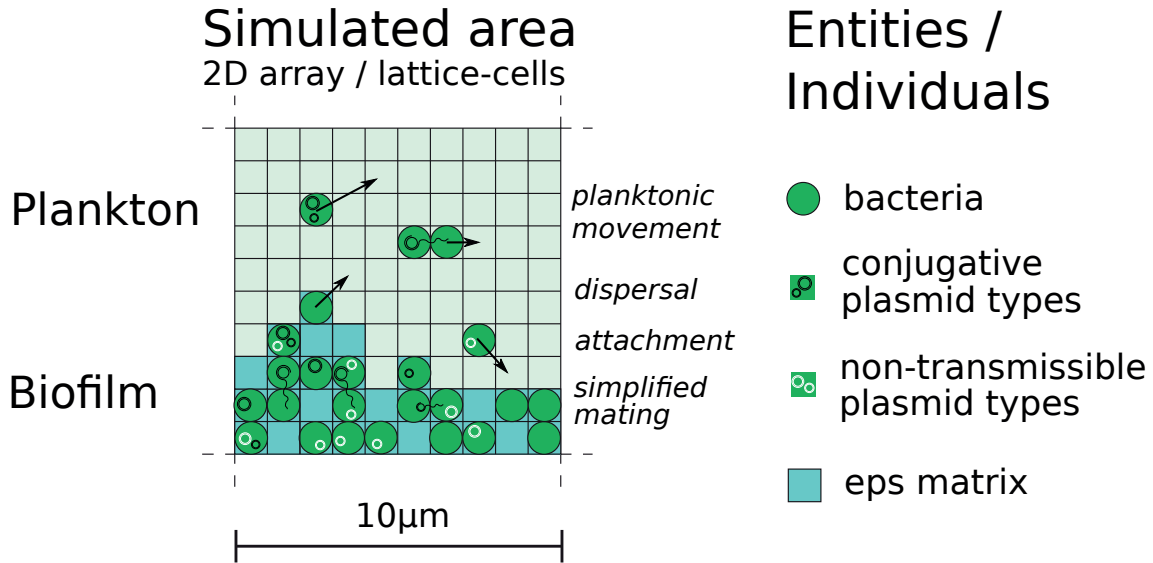 Simulated area
2D array / lattice-cells
Entities /
Individuals
Plankton
Biofilm
planktonic
movement
dispersal
attachment
simplified
mating
bacteria
conjugative
plasmid types
non-transmissible
plasmid types
eps matrix
10µm